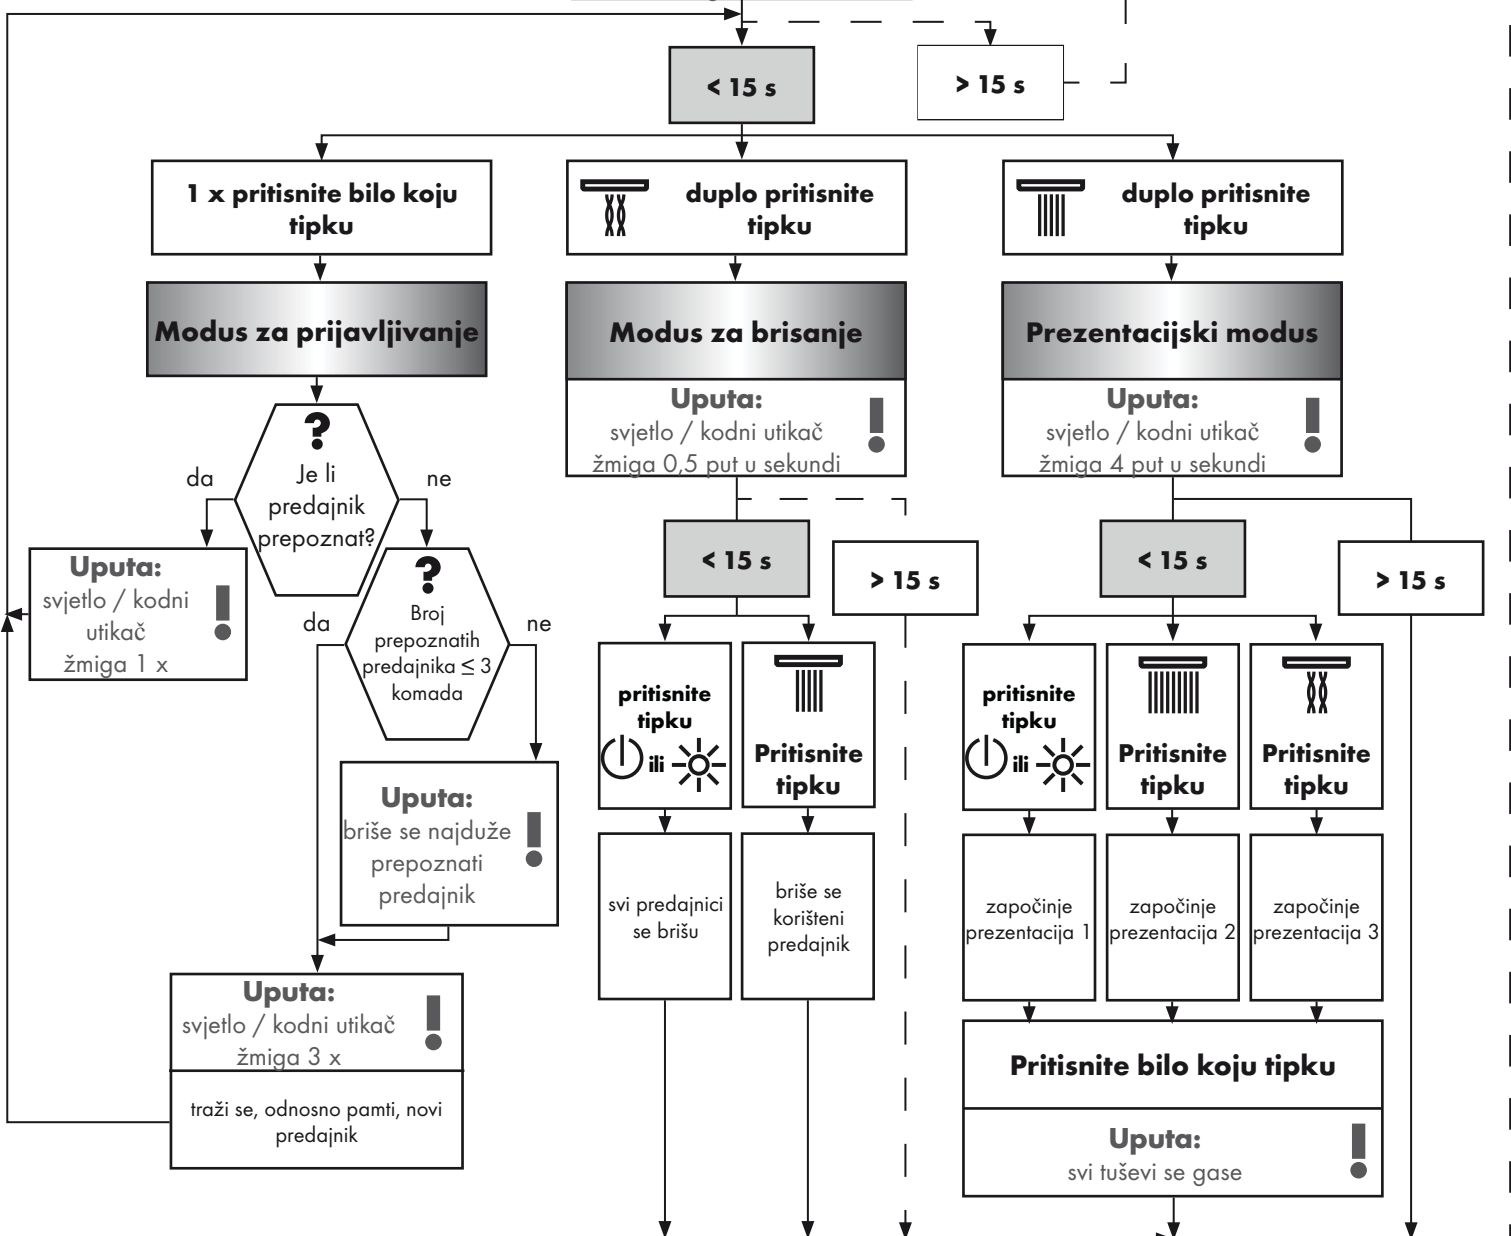 < 15 s
> 15 s
1 x pritisnite bilo koju
tipku
duplo pritisnite
tipku
duplo pritisnite
tipku
Modus za prijavljivanje
Modus za brisanje
Uputa:
svjetlo / kodni utikač
žmiga 0,5 put u sekundi
!
Prezentacijski modus
Uputa:
svjetlo / kodni utikač
žmiga 4 put u sekundi
!
?
Je li
predajnik
prepoznat?
da
ne
Uputa:
svjetlo / kodni
utikač
žmiga 1 x
!
?
Broj
prepoznatih
predajnika ≤ 3
komada
da
ne
Uputa:
briše se najduže
prepoznati
predajnik
!
Uputa:
svjetlo / kodni utikač
žmiga 3 x
!
traži se, odnosno pamti, novi
predajnik
< 15 s
> 15 s
pritisnite
tipku
ili
Pritisnite
tipku
svi predajnici
se brišu
briše se
korišteni
predajnik
< 15 s
> 15 s
pritisnite
tipku
ili
Pritisnite
tipku
Pritisnite
tipku
započinje
prezentacija 1
započinje
prezentacija 2
započinje
prezentacija 3
Pritisnite bilo koju tipku
Uputa:
svi tuševi se gase
!